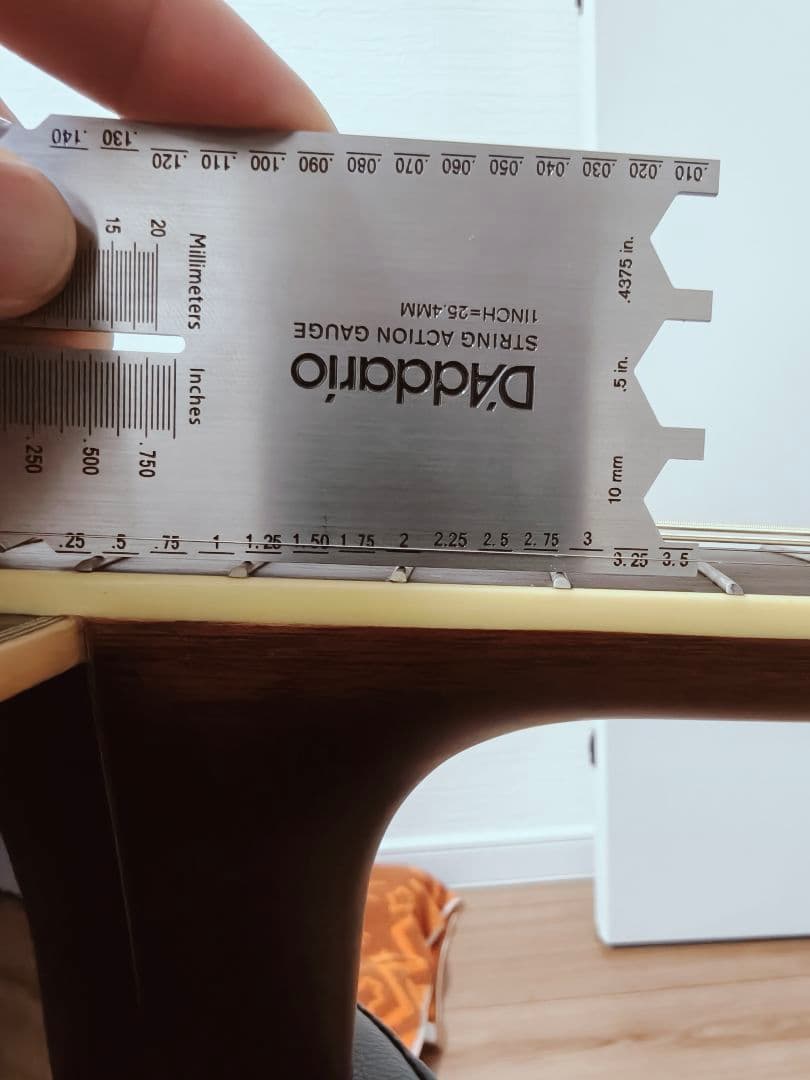 .140 .130 .120 .110 .100 .090 .080 .070 .060 .050 .040 .030 .020 .010
15 20
Millimeters
Inches
.250 .500 .750
1INCH=25.4MM
STRING ACTION GAUGE
D'Addario
.4375 in.
.5 in.
10 mm
.25 .5 .75 1 1.25 1.50 1.75 2 2.25 2.5 2.75 3 3.25 3.5